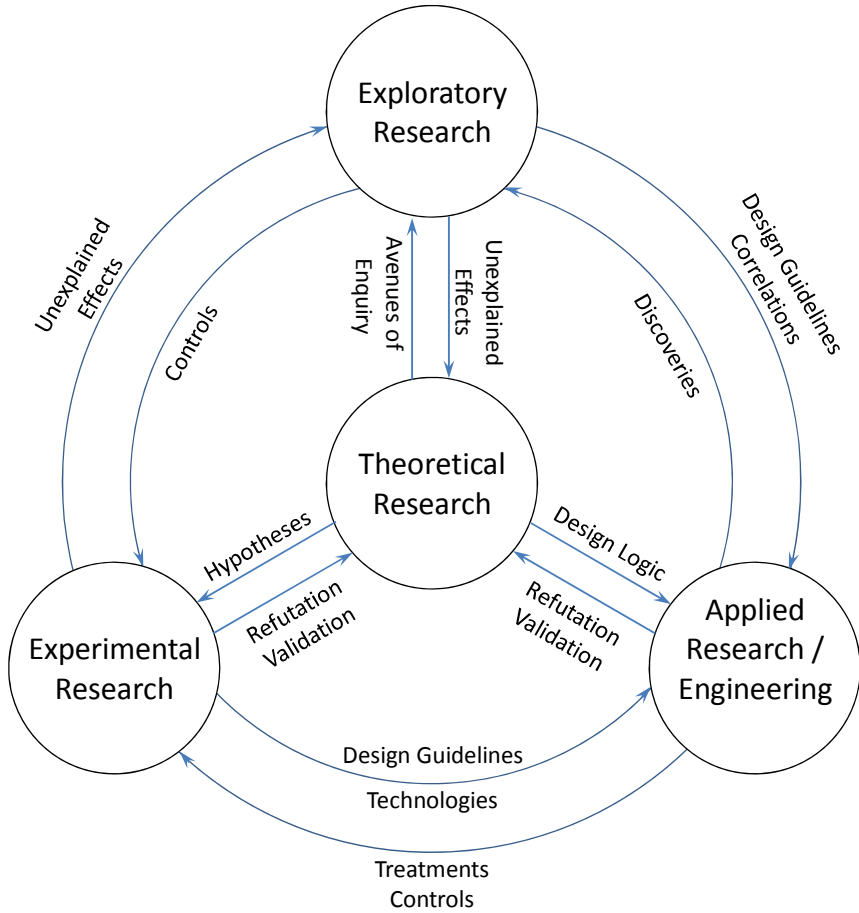 Exploratory
Research
Unexplained
Effects
Controls
Avenues of
Enquiry
Unexplained
Effects
Discoveries
Design Guidelines
Correlations
Theoretical
Research
Hypotheses
Refutation
Validation
Design Logic
Refutation
Validation
Experimental
Research
Applied
Research /
Engineering
Design Guidelines
Technologies
Treatments
Controls